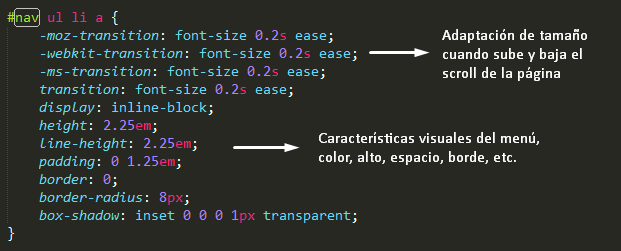 #nav ul li a {
-moz-transition: font-size 0.2s ease;
-webkit-transition: font-size 0.2s ease;
-ms-transition: font-size 0.2s ease;
transition: font-size 0.2s ease;
display: inline-block;
height: 2.25em;
line-height: 2.25em;
padding: 0 1.25em;
border: 0;
border-radius: 8px;
box-shadow: inset 0 0 0 1px transparent;
}
Adaptación de tamaño
cuando sube y baja el
scroll de la página
Características visuales del menú,
color, alto, espacio, borde, etc.